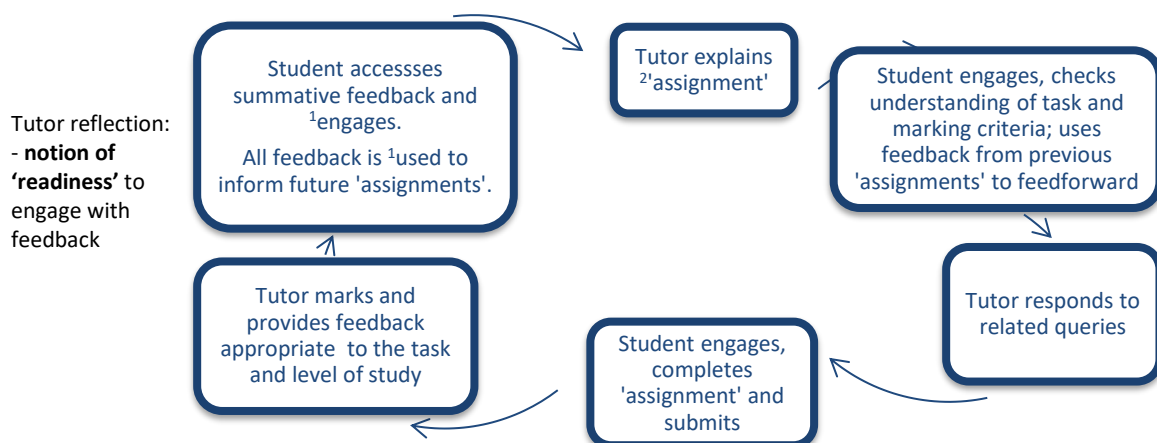 Tutor reflection:
- notion of
‘readiness’ to
engage with
feedback
Student accessses
summative feedback and
¹engages.
All feedback is ¹used to
inform future 'assignments'.
Tutor explains
²'assignment'
Student engages, checks
understanding of task and
marking criteria; uses
feedback from previous
'assignments' to feedforward
Tutor responds to
related queries
Student engages,
completes
'assignment' and
submits
Tutor marks and
provides feedback
appropriate to the task
and level of study